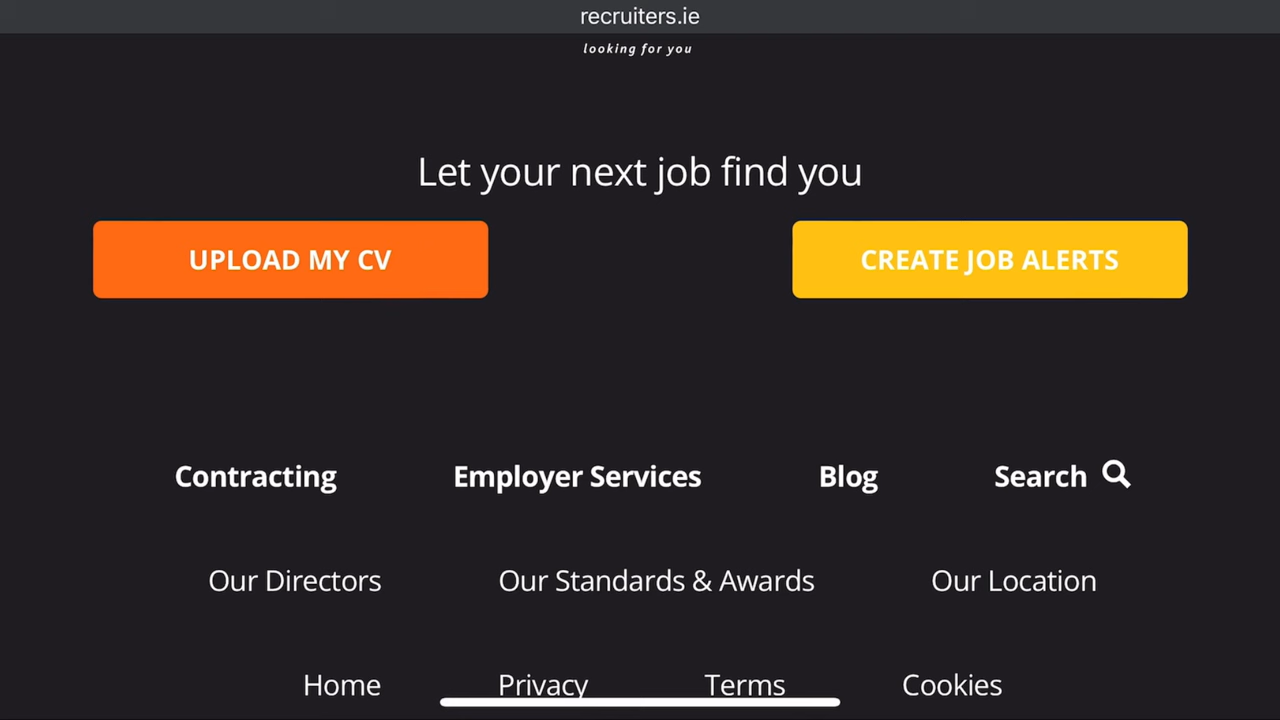 recruiters.ie
looking for you
Let your next job find you
UPLOAD MY CV
CREATE JOB ALERTS
Contracting Employer Services Blog Search
Our Directors Our Standards & Awards Our Location
Home Privacy Terms Cookies